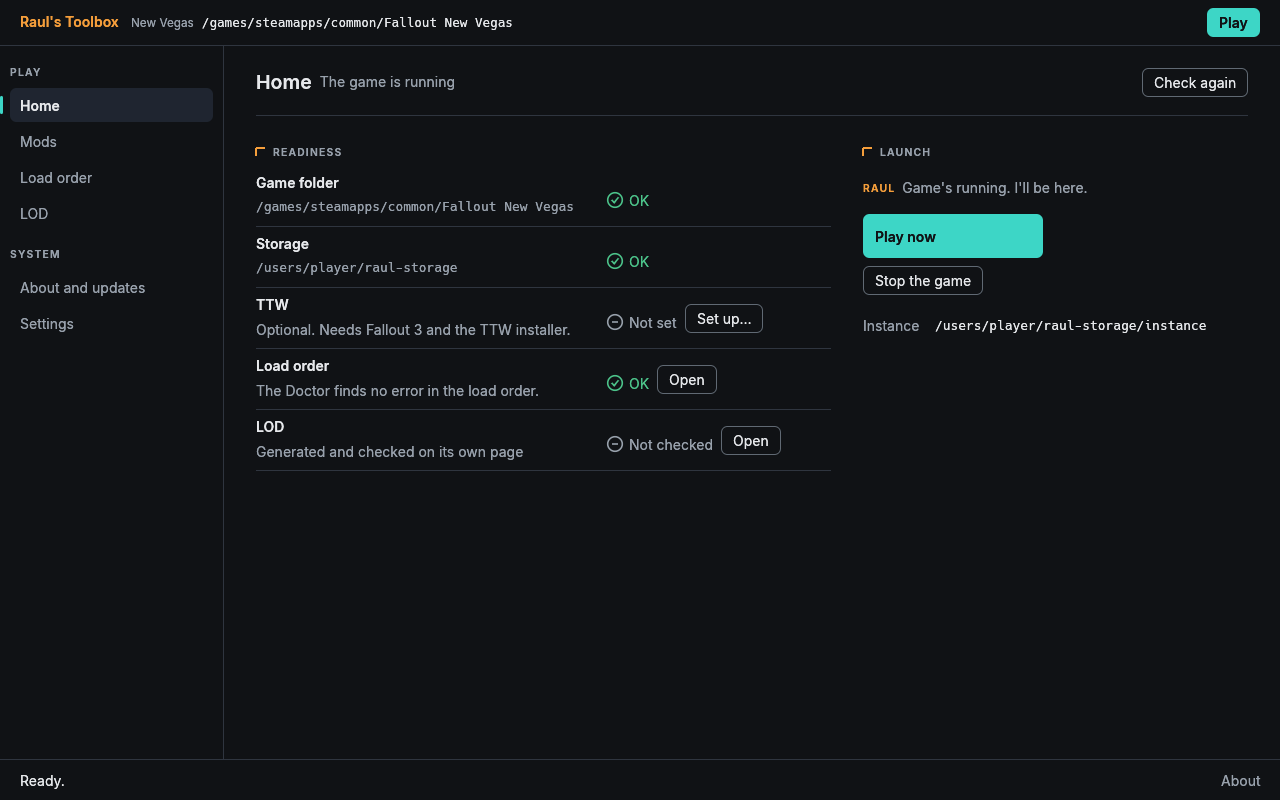 Raul's Toolbox New Vegas /games/steamapps/common/Fallout New Vegas Play
PLAY
Home
Mods
Load order
LOD
SYSTEM
About and updates
Settings
Home The game is running Check again
READINESS
Game folder
/games/steamapps/common/Fallout New Vegas OK
Storage
/users/player/raul-storage OK
TTW
Optional. Needs Fallout 3 and the TTW installer. Not set Set up...
Load order
The Doctor finds no error in the load order. OK Open
LOD
Generated and checked on its own page Not checked Open
LAUNCH
RAUL Game's running. I'll be here.
Play now
Stop the game
Instance /users/player/raul-storage/instance
Ready. About